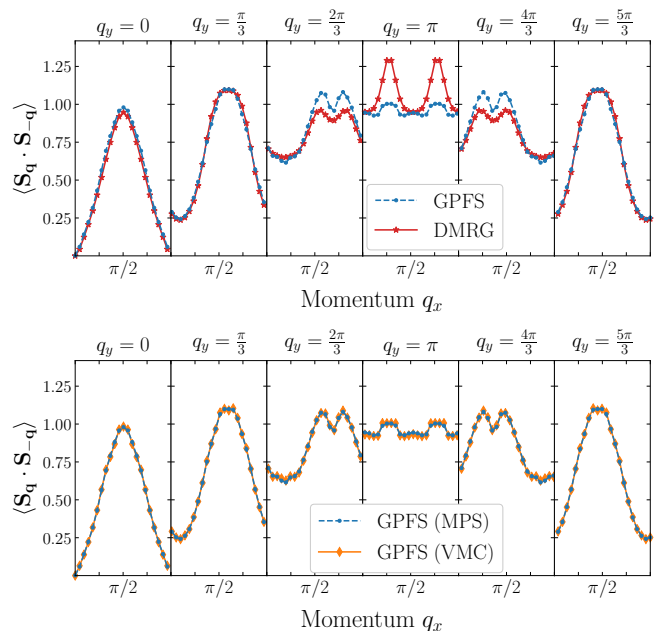 q_y = 0 q_y = π/3 q_y = 2π/3 q_y = π q_y = 4π/3 q_y = 5π/3
1.25
1.00
0.75
0.50
0.25
⟨S_q · S_−q⟩
GPFS
DMRG
π/2 π/2 π/2 π/2 π/2 π/2
Momentum q_x
q_y = 0 q_y = π/3 q_y = 2π/3 q_y = π q_y = 4π/3 q_y = 5π/3
1.25
1.00
0.75
0.50
0.25
⟨S_q · S_−q⟩
GPFS (MPS)
GPFS (VMC)
π/2 π/2 π/2 π/2 π/2 π/2
Momentum q_x